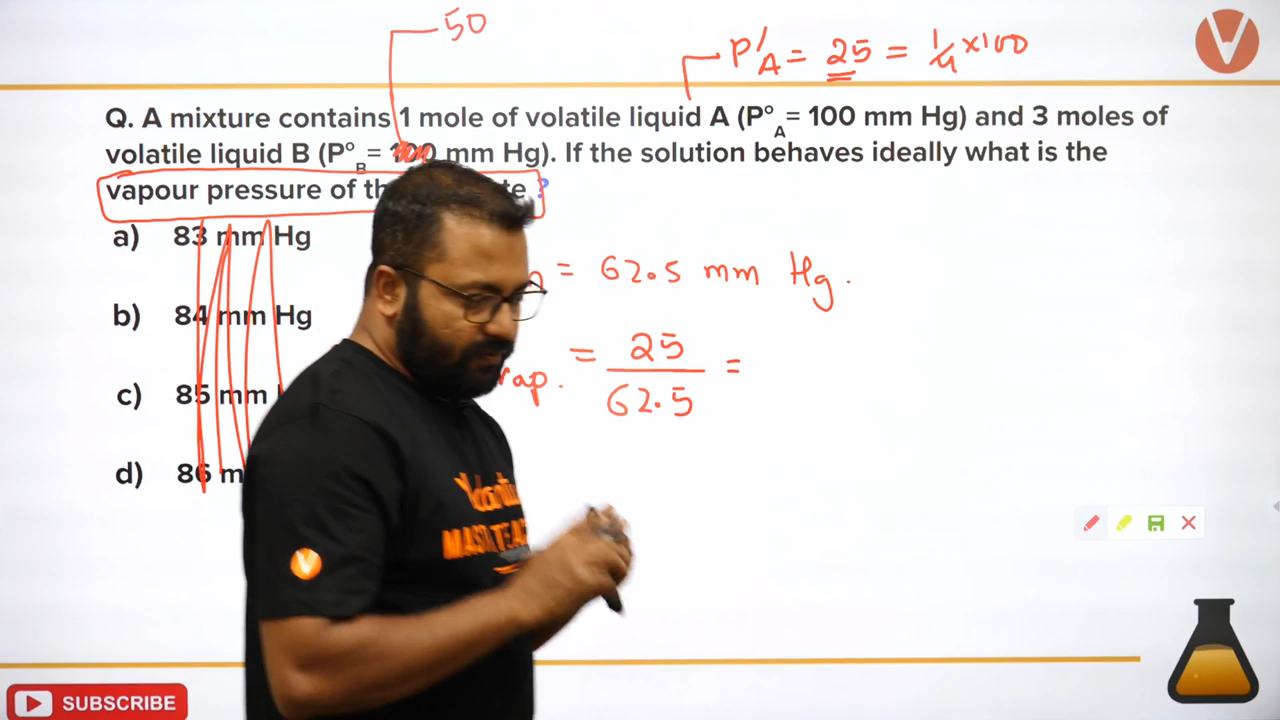 50
P'A = 25 = 1/4 × 100
Q. A mixture contains 1 mole of volatile liquid A (P°A = 100 mm Hg) and 3 moles of
volatile liquid B (P°B = mm Hg). If the solution behaves ideally what is the
vapour pressure of ?
a) 83 mm Hg
= 62.5 mm Hg.
b) 84 mm Hg
= 25/62.5 =
c) 85 mm
d) 86 m
Vedantu
V
SUBSCRIBE